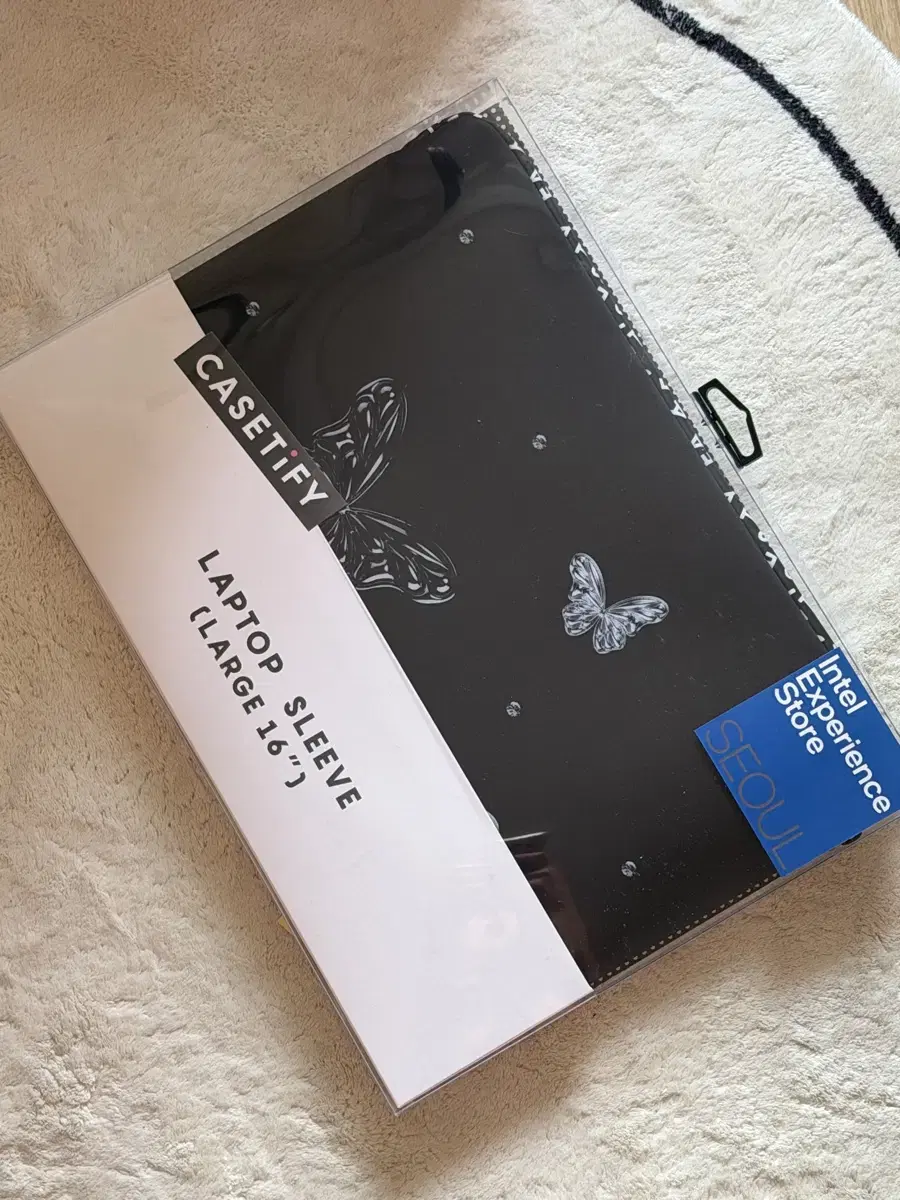 CASETiFY
LAPTOP SLEEVE
(LARGE 16")
Intel
Experience
Store
SEOUL